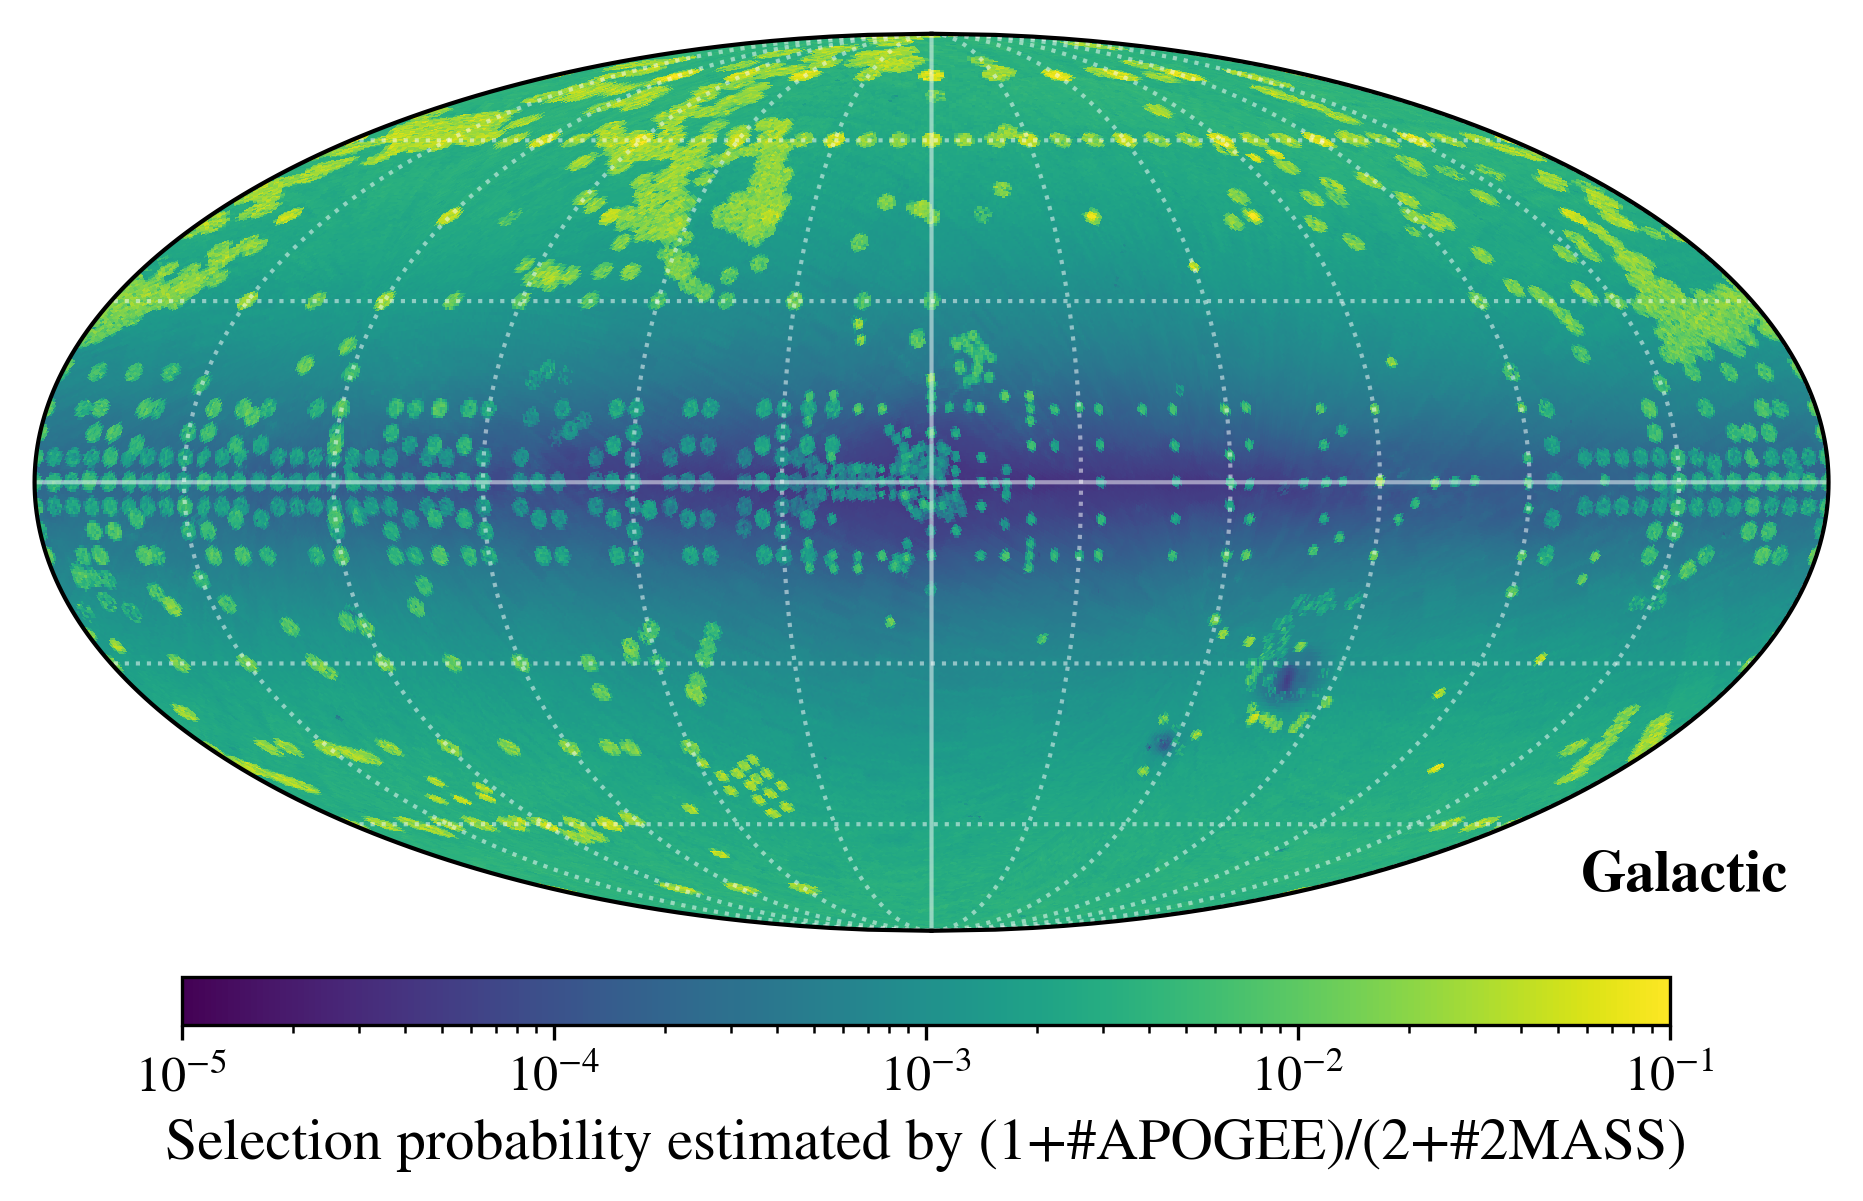 Galactic
10⁻⁵ 10⁻⁴ 10⁻³ 10⁻² 10⁻¹
Selection probability estimated by (1+#APOGEE)/(2+#2MASS)